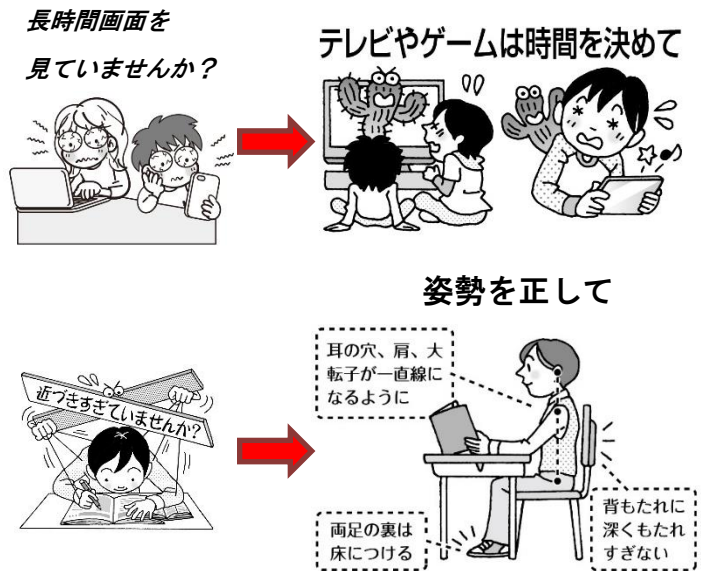 長時間画面を
見ていませんか？
テレビやゲームは時間を決めて
姿勢を正して
近づきすぎていませんか？
耳の穴、肩、大
転子が一直線に
なるように
両足の裏は
床につける
背もたれに
深くもたれ
すぎない